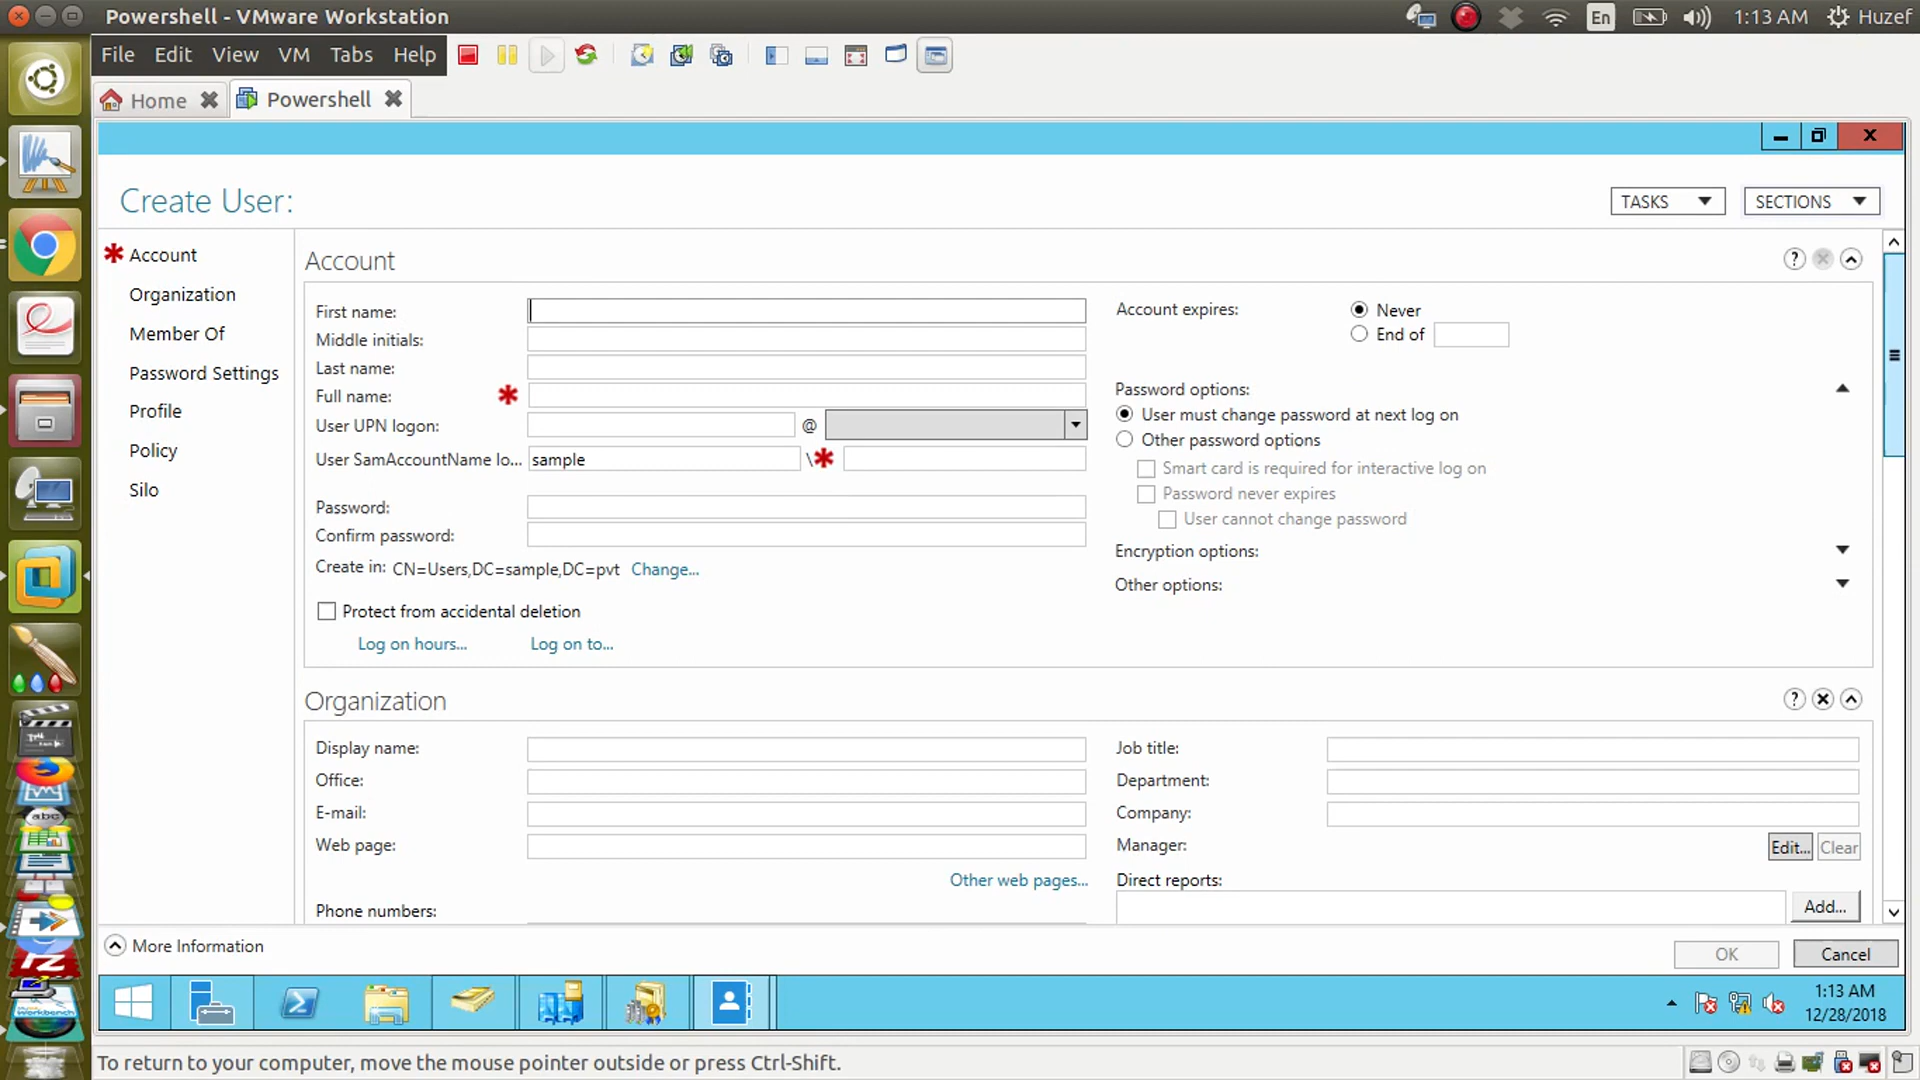 Powershell - VMware Workstation
En
1:13 AM
Huzef
File Edit View VM Tabs Help
Home
Powershell
Create User:
TASKS
SECTIONS
Account
Organization
Member Of
Password Settings
Profile
Policy
Silo
Account
?
First name:
Middle initials:
Last name:
Full name: *
User UPN logon: @
User SamAccountName lo... sample \*
Password:
Confirm password:
Create in: CN=Users,DC=sample,DC=pvt Change...
Protect from accidental deletion
Log on hours... Log on to...
Account expires:
Never
End of
Password options:
User must change password at next log on
Other password options
Smart card is required for interactive log on
Password never expires
User cannot change password
Encryption options:
Other options:
Organization
?
Display name:
Office:
E-mail:
Web page:
Other web pages...
Phone numbers:
Job title:
Department:
Company:
Manager:
Edit... Clear
Direct reports:
Add...
More Information
OK
Cancel
1:13 AM
12/28/2018
To return to your computer, move the mouse pointer outside or press Ctrl-Shift.